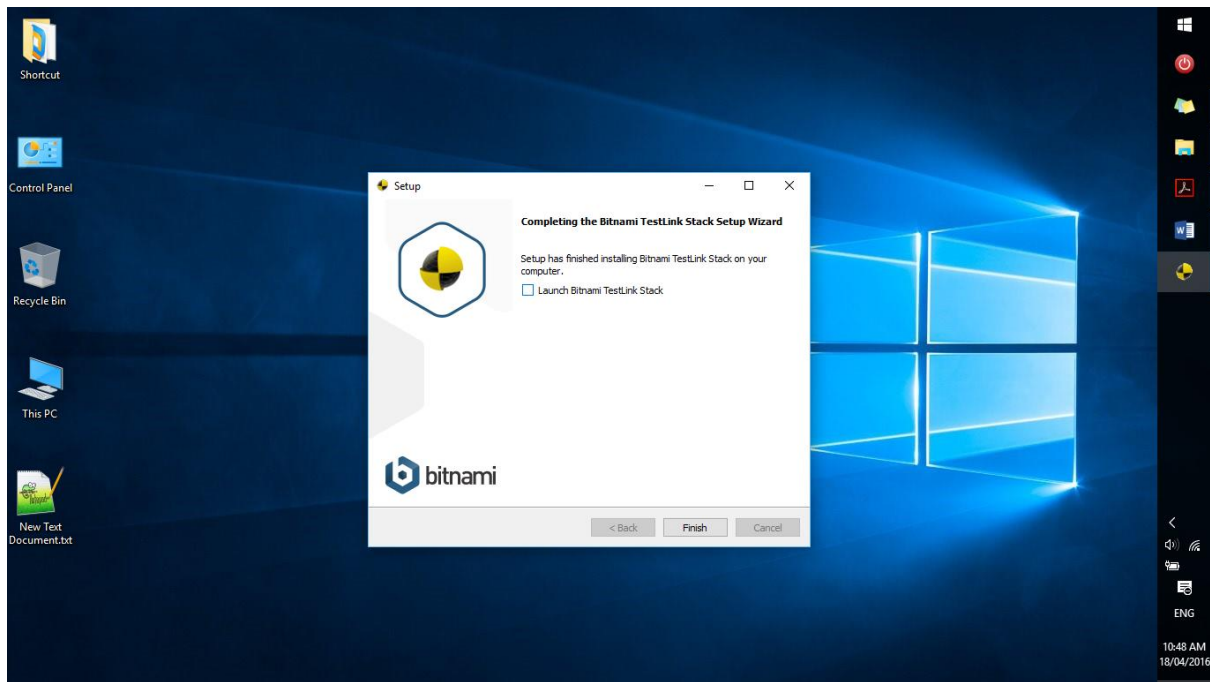 Shortcut
Control Panel
Recycle Bin
This PC
New Text
Document.txt
Setup
Completing the Bitnami TestLink Stack Setup Wizard
Setup has finished installing Bitnami TestLink Stack on your
computer.
Launch Bitnami TestLink Stack
bitnami
< Back
Finish
Cancel
ENG
10:48 AM
18/04/2016